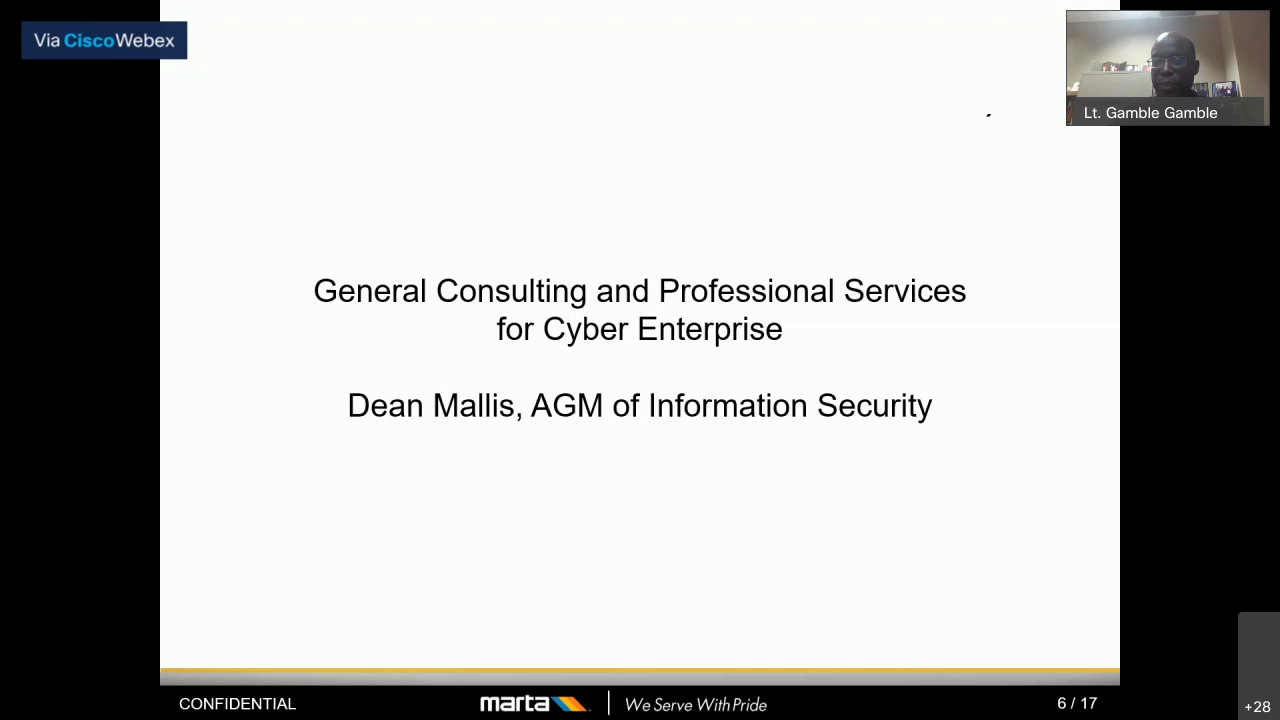 Via CiscoWebex
Lt. Gamble Gamble
General Consulting and Professional Services
for Cyber Enterprise
Dean Mallis, AGM of Information Security
CONFIDENTIAL
marta
We Serve With Pride
6 / 17
+28